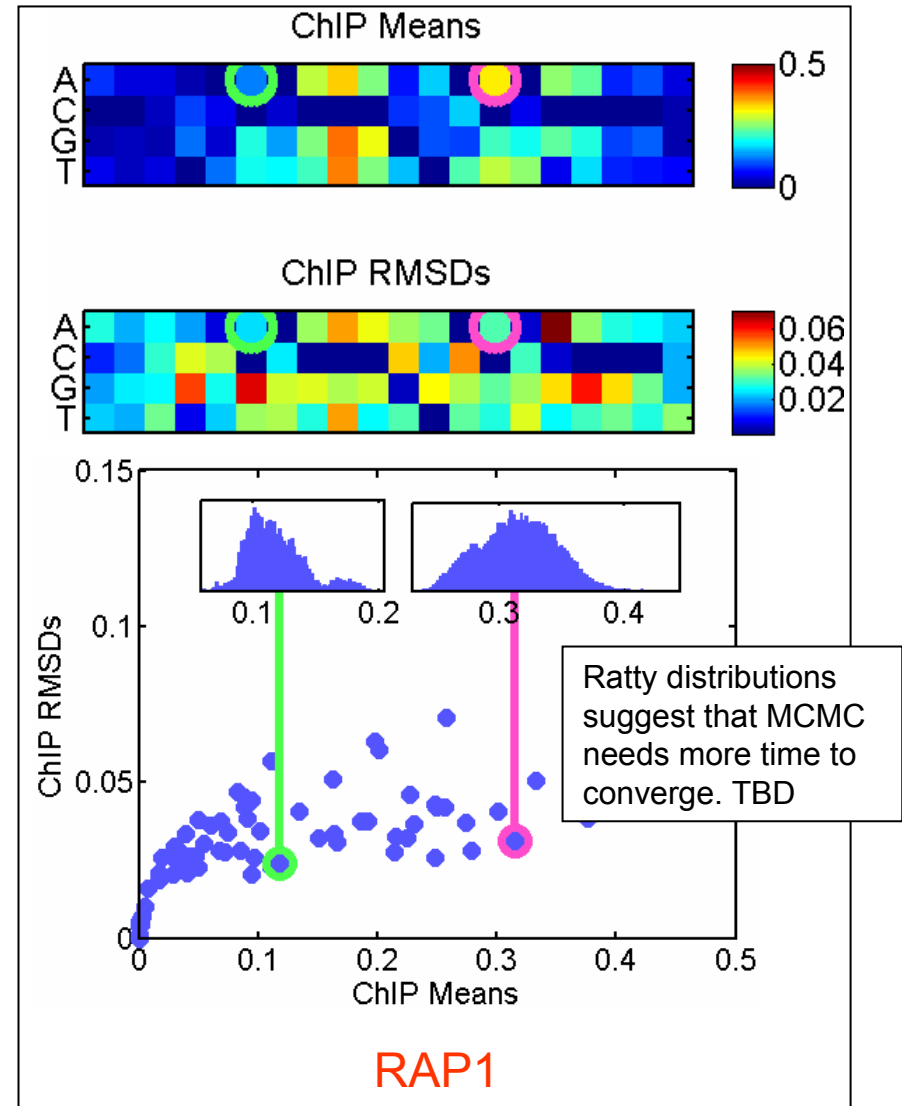 ChIP Means
A
C
G
T
0.5
0
ChIP RMSDs
A
C
G
T
0.06
0.04
0.02
0.15
0.1
0.05
0
ChIP RMSDs
0.1 0.2
0.3 0.4
Ratty distributions
suggest that MCMC
needs more time to
converge. TBD
0 0.1 0.2 0.3 0.4 0.5
ChIP Means
RAP1